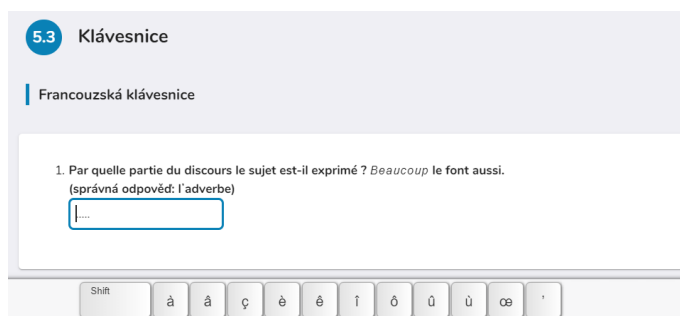 5.3 Klávesnice
Francouzská klávesnice
1. Par quelle partie du discours le sujet est-il exprimé ? Beaucoup le font aussi.
(správná odpověď: l'adverbe)
.....
Shift à â ç è ê î ô û ù œ '